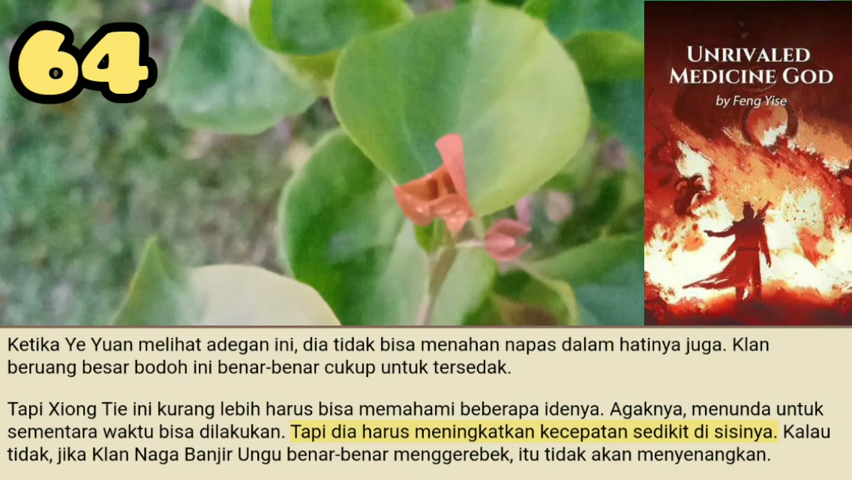 64
UNRIVALED
MEDICINE GOD
by Feng Yise
Ketika Ye Yuan melihat adegan ini, dia tidak bisa menahan napas dalam hatinya juga. Klan
beruang besar bodoh ini benar-benar cukup untuk tersedak.
Tapi Xiong Tie ini kurang lebih harus bisa memahami beberapa idenya. Agaknya, menunda untuk
sementara waktu bisa dilakukan. Tapi dia harus meningkatkan kecepatan sedikit di sisinya. Kalau
tidak, jika Klan Naga Banjir Ungu benar-benar menggerebek, itu tidak akan menyenangkan.